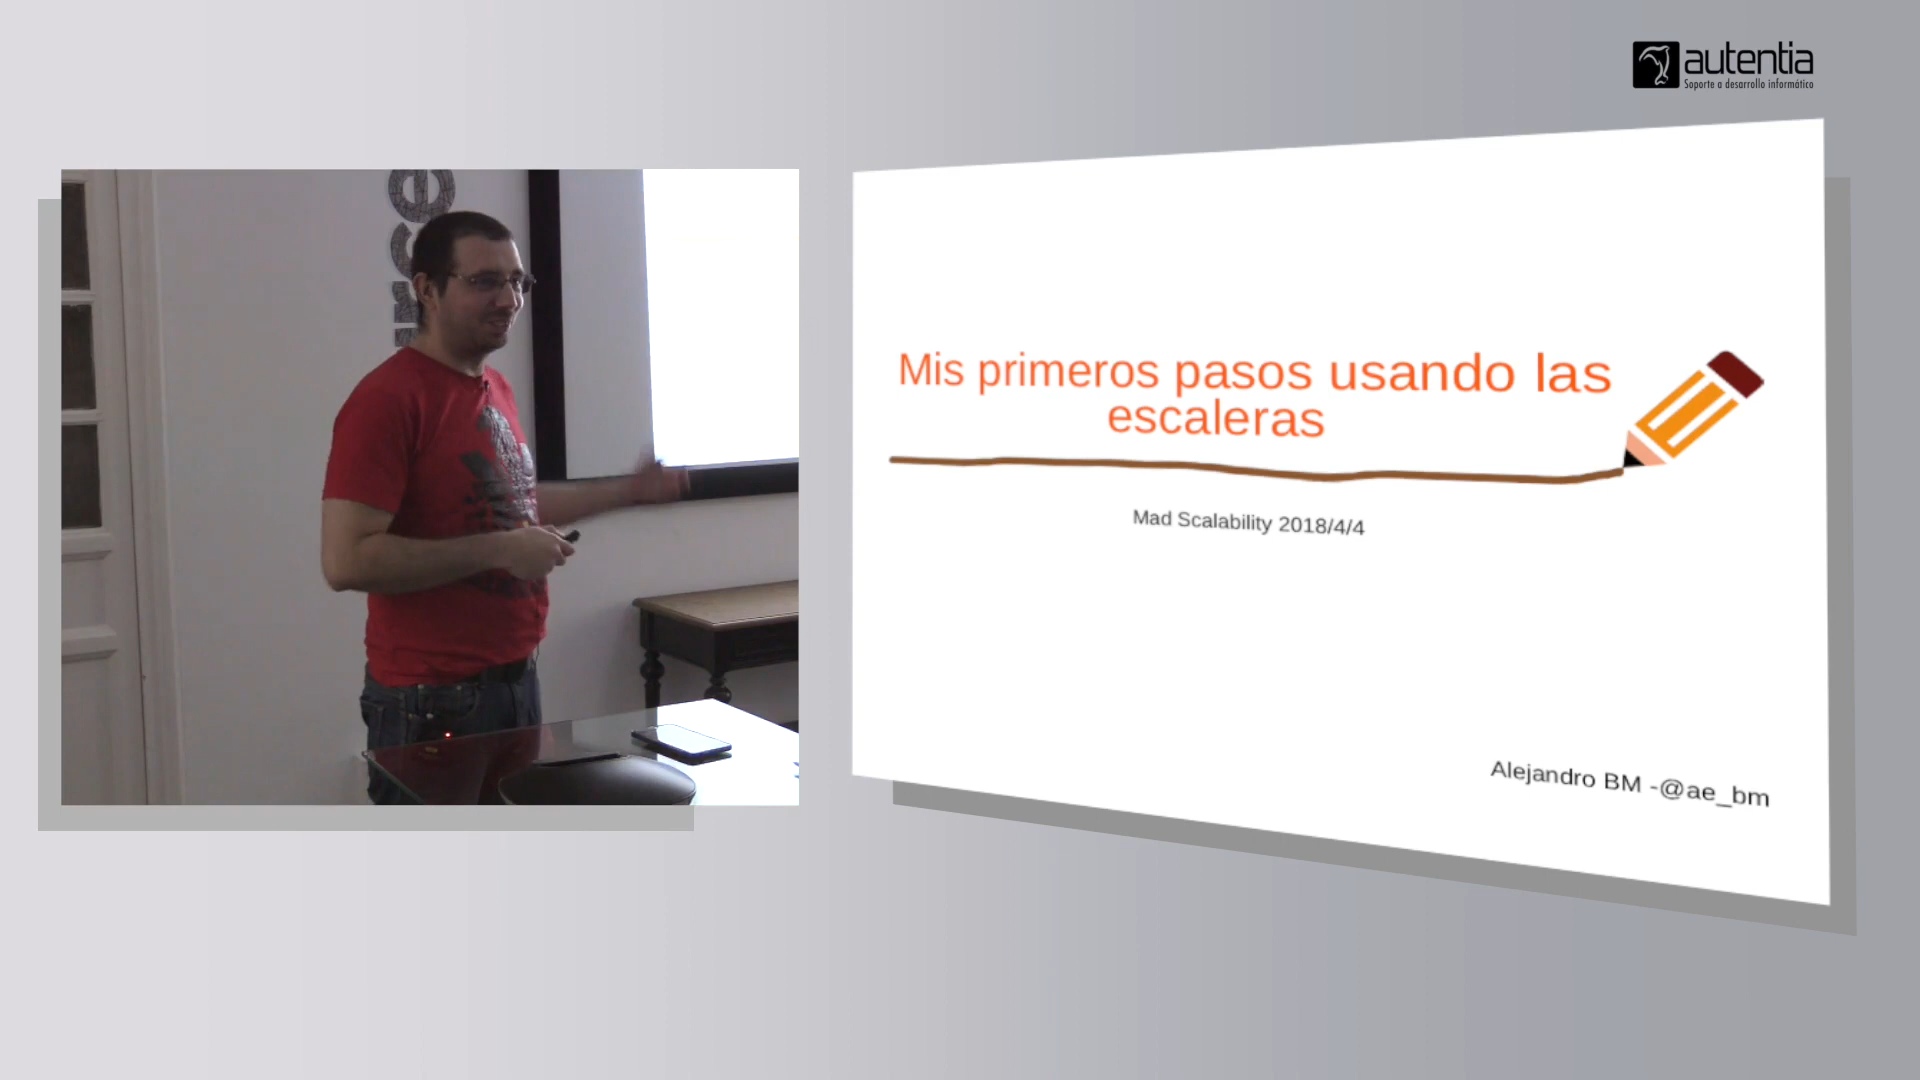 autentia
Soporte a desarrollo informático
Mis primeros pasos usando las
escaleras
Mad Scalability 2018/4/4
Alejandro BM -@ae_bm